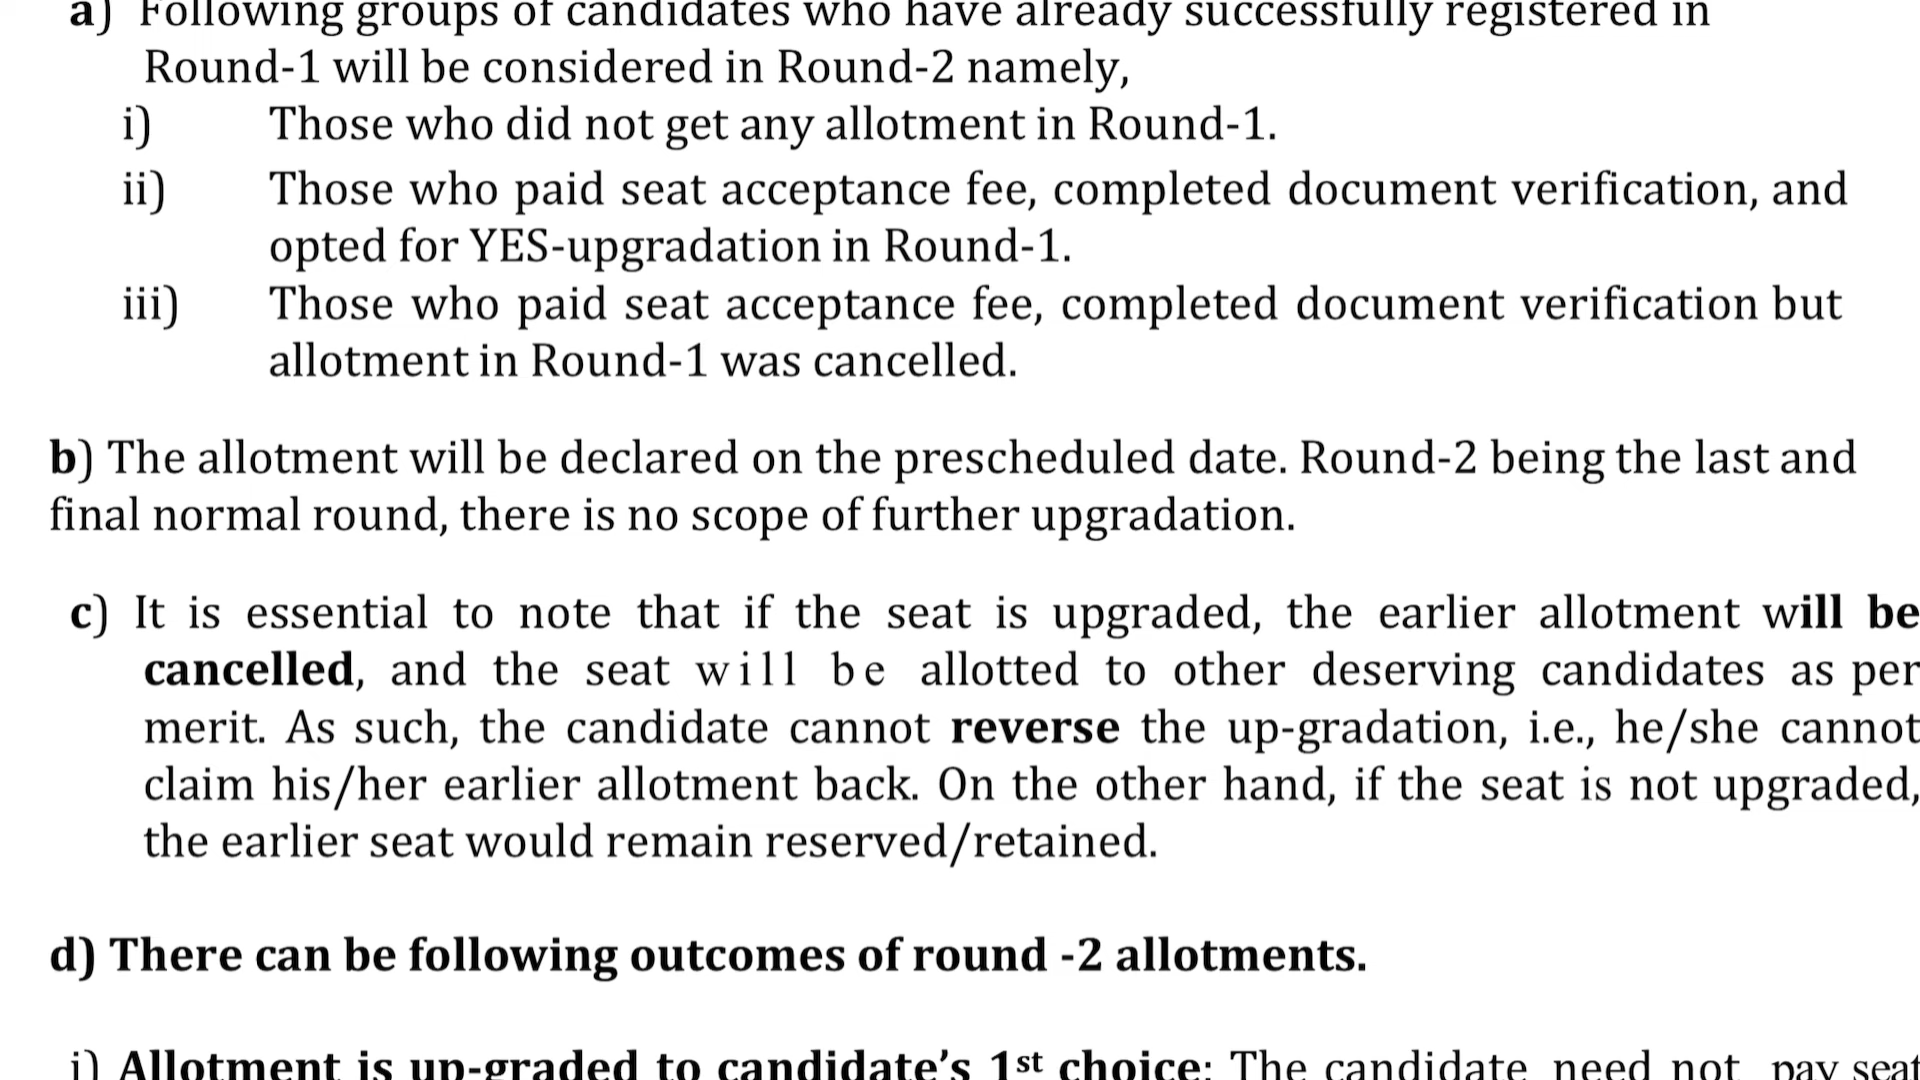 a) Following groups of candidates who have already successfully registered in
Round-1 will be considered in Round-2 namely,
i) Those who did not get any allotment in Round-1.
ii) Those who paid seat acceptance fee, completed document verification, and
opted for YES-upgradation in Round-1.
iii) Those who paid seat acceptance fee, completed document verification but
allotment in Round-1 was cancelled.
b) The allotment will be declared on the prescheduled date. Round-2 being the last and
final normal round, there is no scope of further upgradation.
c) It is essential to note that if the seat is upgraded, the earlier allotment will be
cancelled, and the seat will be allotted to other deserving candidates as per
merit. As such, the candidate cannot reverse the up-gradation, i.e., he/she cannot
claim his/her earlier allotment back. On the other hand, if the seat is not upgraded,
the earlier seat would remain reserved/retained.
d) There can be following outcomes of round -2 allotments.
i) Allotment is up-graded to candidate’s 1st choice: The candidate need not pay seat